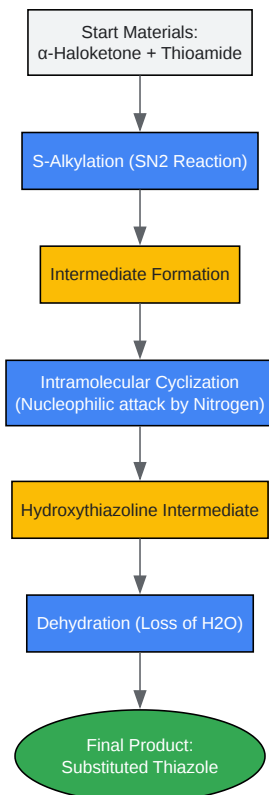 Start Materials:
α-Haloketone + Thioamide
S-Alkylation (SN2 Reaction)
Intermediate Formation
Intramolecular Cyclization
(Nucleophilic attack by Nitrogen)
Hydroxythiazoline Intermediate
Dehydration (Loss of H2O)
Final Product:
Substituted Thiazole